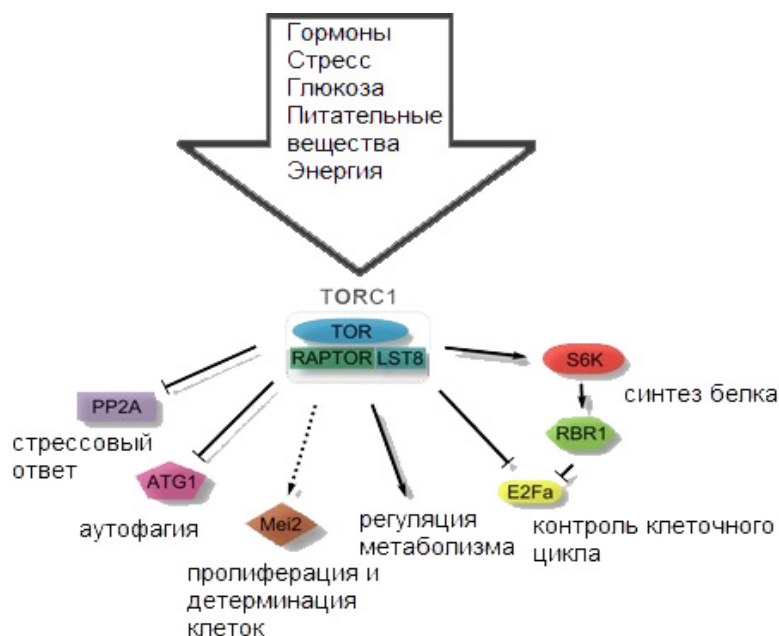 Гормоны
Стресс
Глюкоза
Питательные
вещества
Энергия
TORC1
TOR
RAPTOR LST8
S6K
синтез белка
PP2A
стрессовый
ответ
RBR1
ATG1
аутофагия
E2Fa
контроль клеточного
цикла
Mei2
регуляция
метаболизма
пролиферация и
детерминация
клеток